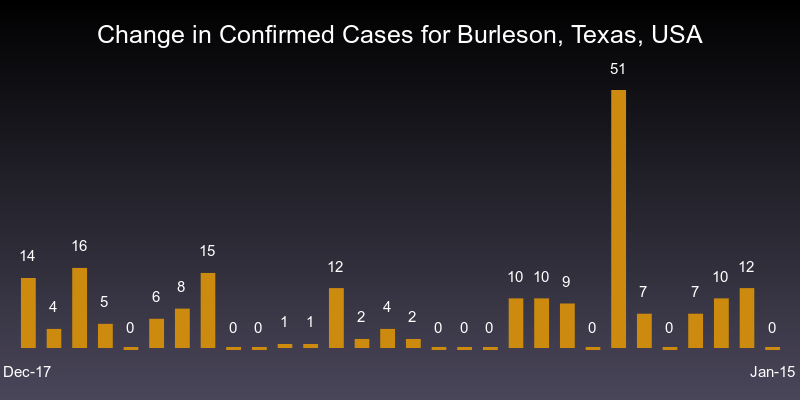 Change in Confirmed Cases for Burleson, Texas, USA
14 4 16 5 0 6 8 15 0 0 1 1 12 2 4 2 0 0 0 10 10 9 0 51 7 0 7 10 12 0
Dec-17 Jan-15